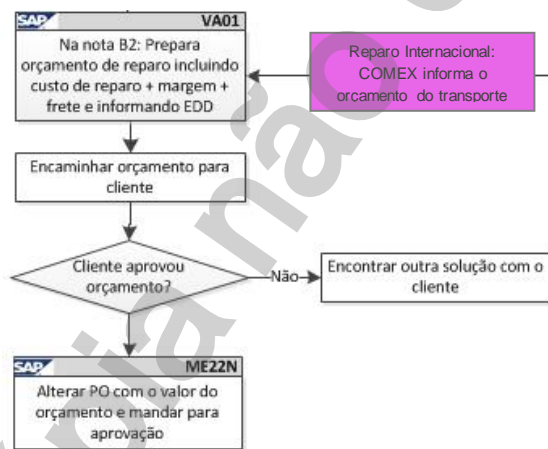 SAP VA01
Na nota B2: Prepara
orçamento de reparo incluindo
custo de reparo + margem +
frete e informando EDD
Reparo Internacional:
COMEX informa o
orçamento do transporte
Encaminhar orçamento para
cliente
Cliente aprovou
orçamento?
Não
Encontrar outra solução com o
cliente
SAP ME22N
Alterar PO com o valor do
orçamento e mandar para
aprovação